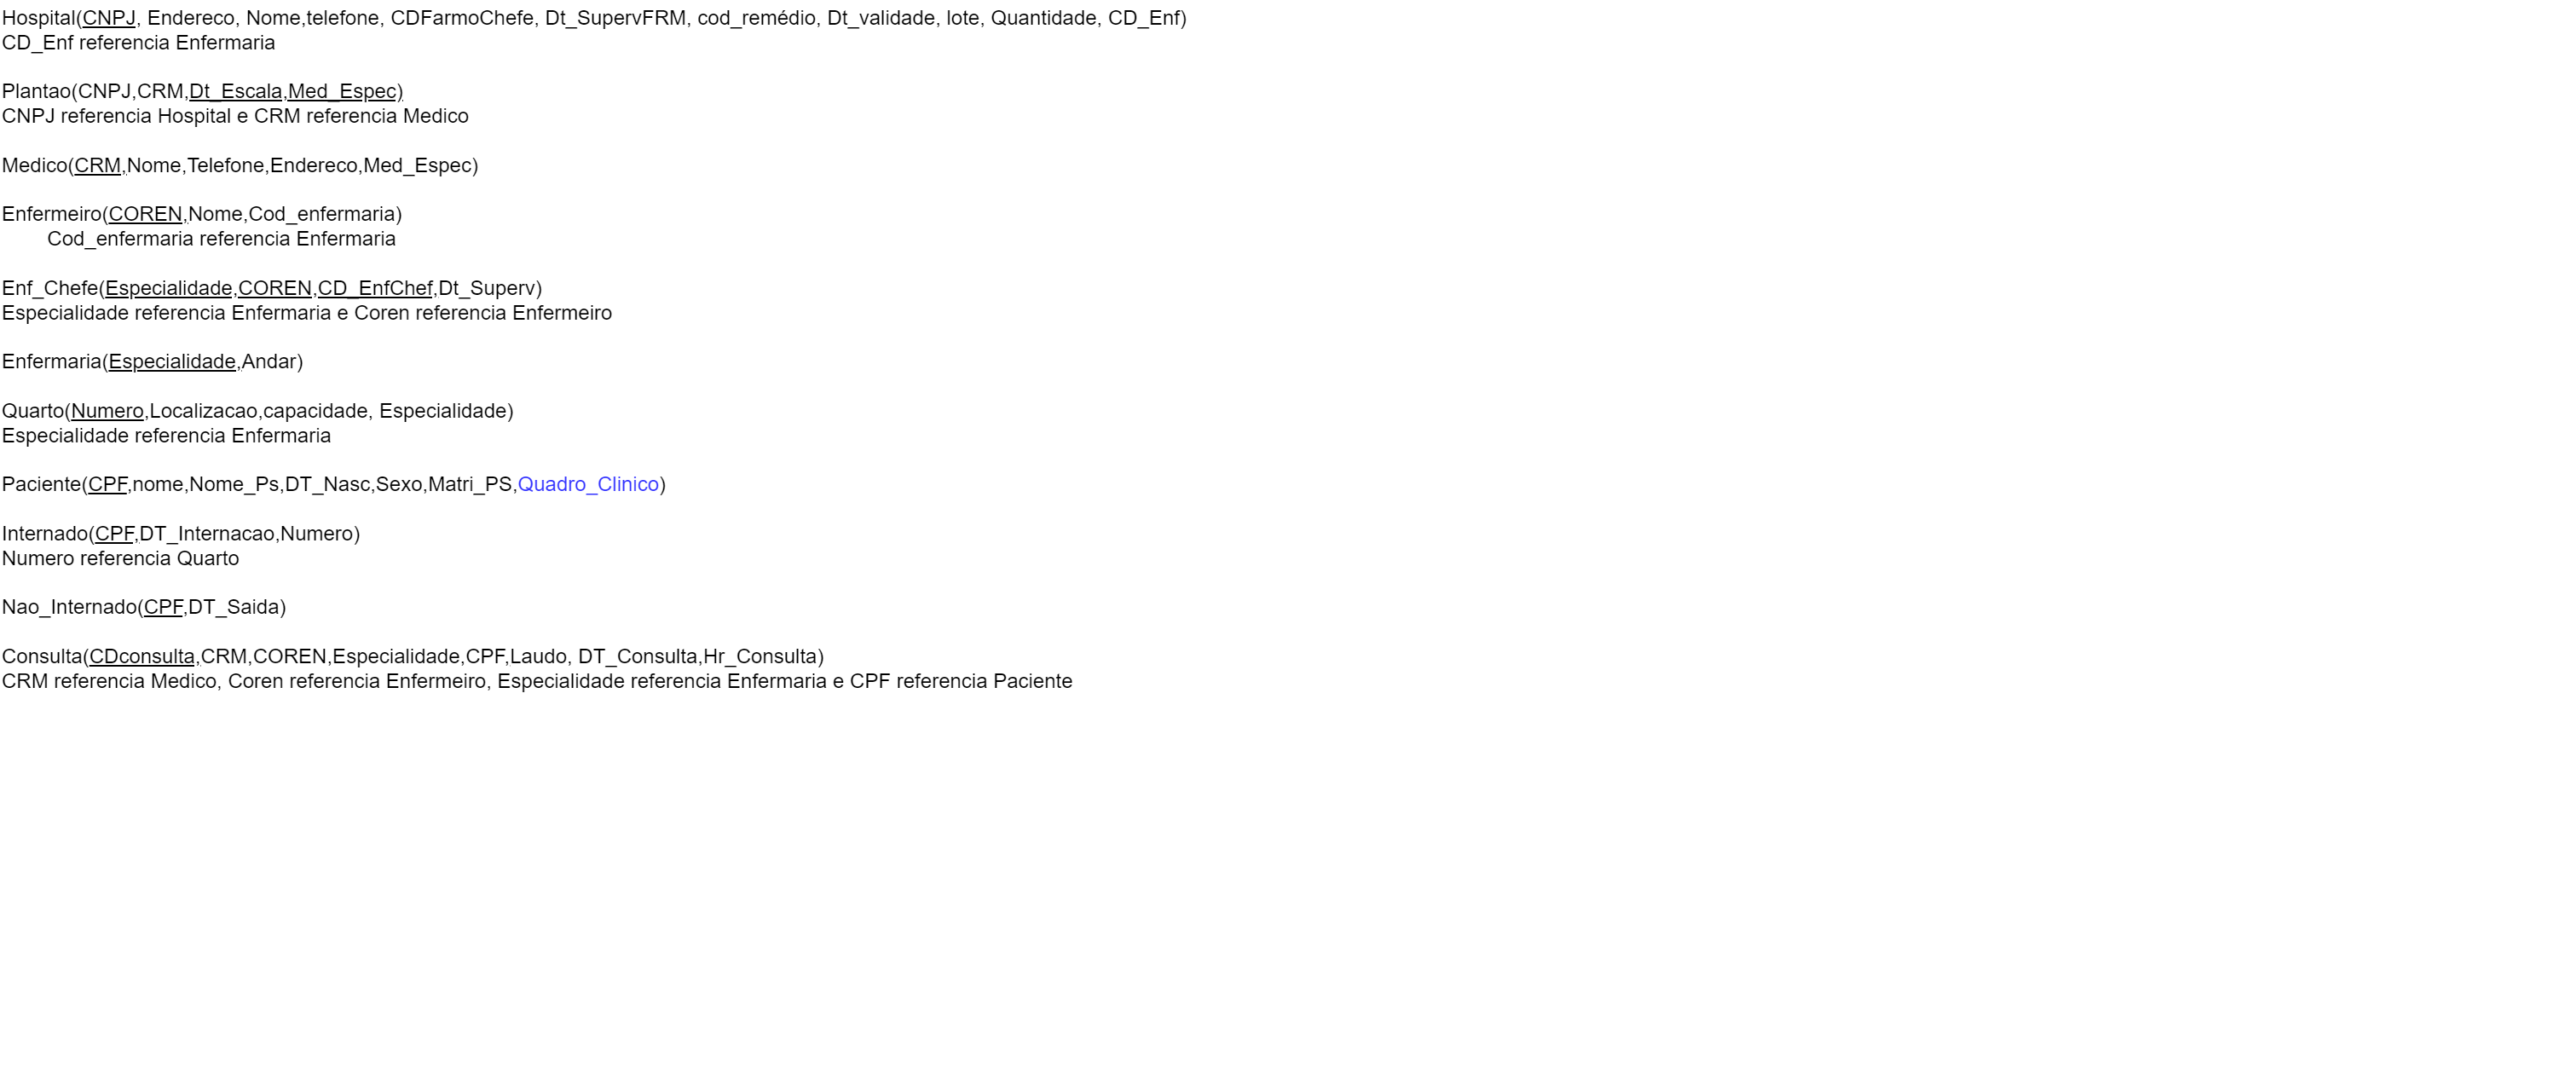 Hospital(CNPJ, Endereco, Nome,telefone, CDFarmoChefe, Dt_SupervFRM, cod_remédio, Dt_validade, lote, Quantidade, CD_Enf)
CD_Enf referencia Enfermaria
Plantao(CNPJ,CRM,Dt_Escala,Med_Espec)
CNPJ referencia Hospital e CRM referencia Medico
Medico(CRM,Nome,Telefone,Endereco,Med_Espec)
Enfermeiro(COREN,Nome,Cod_enfermaria)
Cod_enfermaria referencia Enfermaria
Enf_Chefe(Especialidade,COREN,CD_EnfChef,Dt_Superv)
Especialidade referencia Enfermaria e Coren referencia Enfermeiro
Enfermaria(Especialidade,Andar)
Quarto(Numero,Localizacao,capacidade, Especialidade)
Especialidade referencia Enfermaria
Paciente(CPF,nome,Nome_Ps,DT_Nasc,Sexo,Matri_PS,Quadro_Clinico)
Internado(CPF,DT_Internacao,Numero)
Numero referencia Quarto
Nao_Internado(CPF,DT_Saida)
Consulta(CDconsulta,CRM,COREN,Especialidade,CPF,Laudo, DT_Consulta,Hr_Consulta)
CRM referencia Medico, Coren referencia Enfermeiro, Especialidade referencia Enfermaria e CPF referencia Paciente